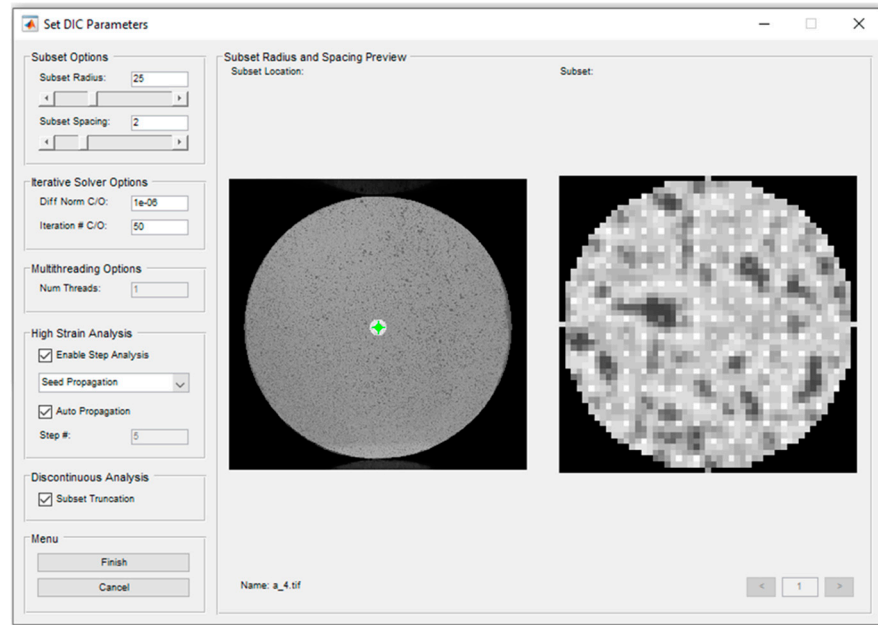 Set DIC Parameters
Subset Options
Subset Radius: 25
Subset Spacing: 2
Iterative Solver Options
Diff Norm C/O: 1e-06
Iteration # C/O: 50
Multithreading Options
Num Threads: 1
High Strain Analysis
Enable Step Analysis
Seed Propagation
Auto Propagation
Step #: 5
Discontinuous Analysis
Subset Truncation
Menu
Finish
Cancel
Subset Radius and Spacing Preview
Subset Location: Subset:
Name: a_4.tif
< 1 >